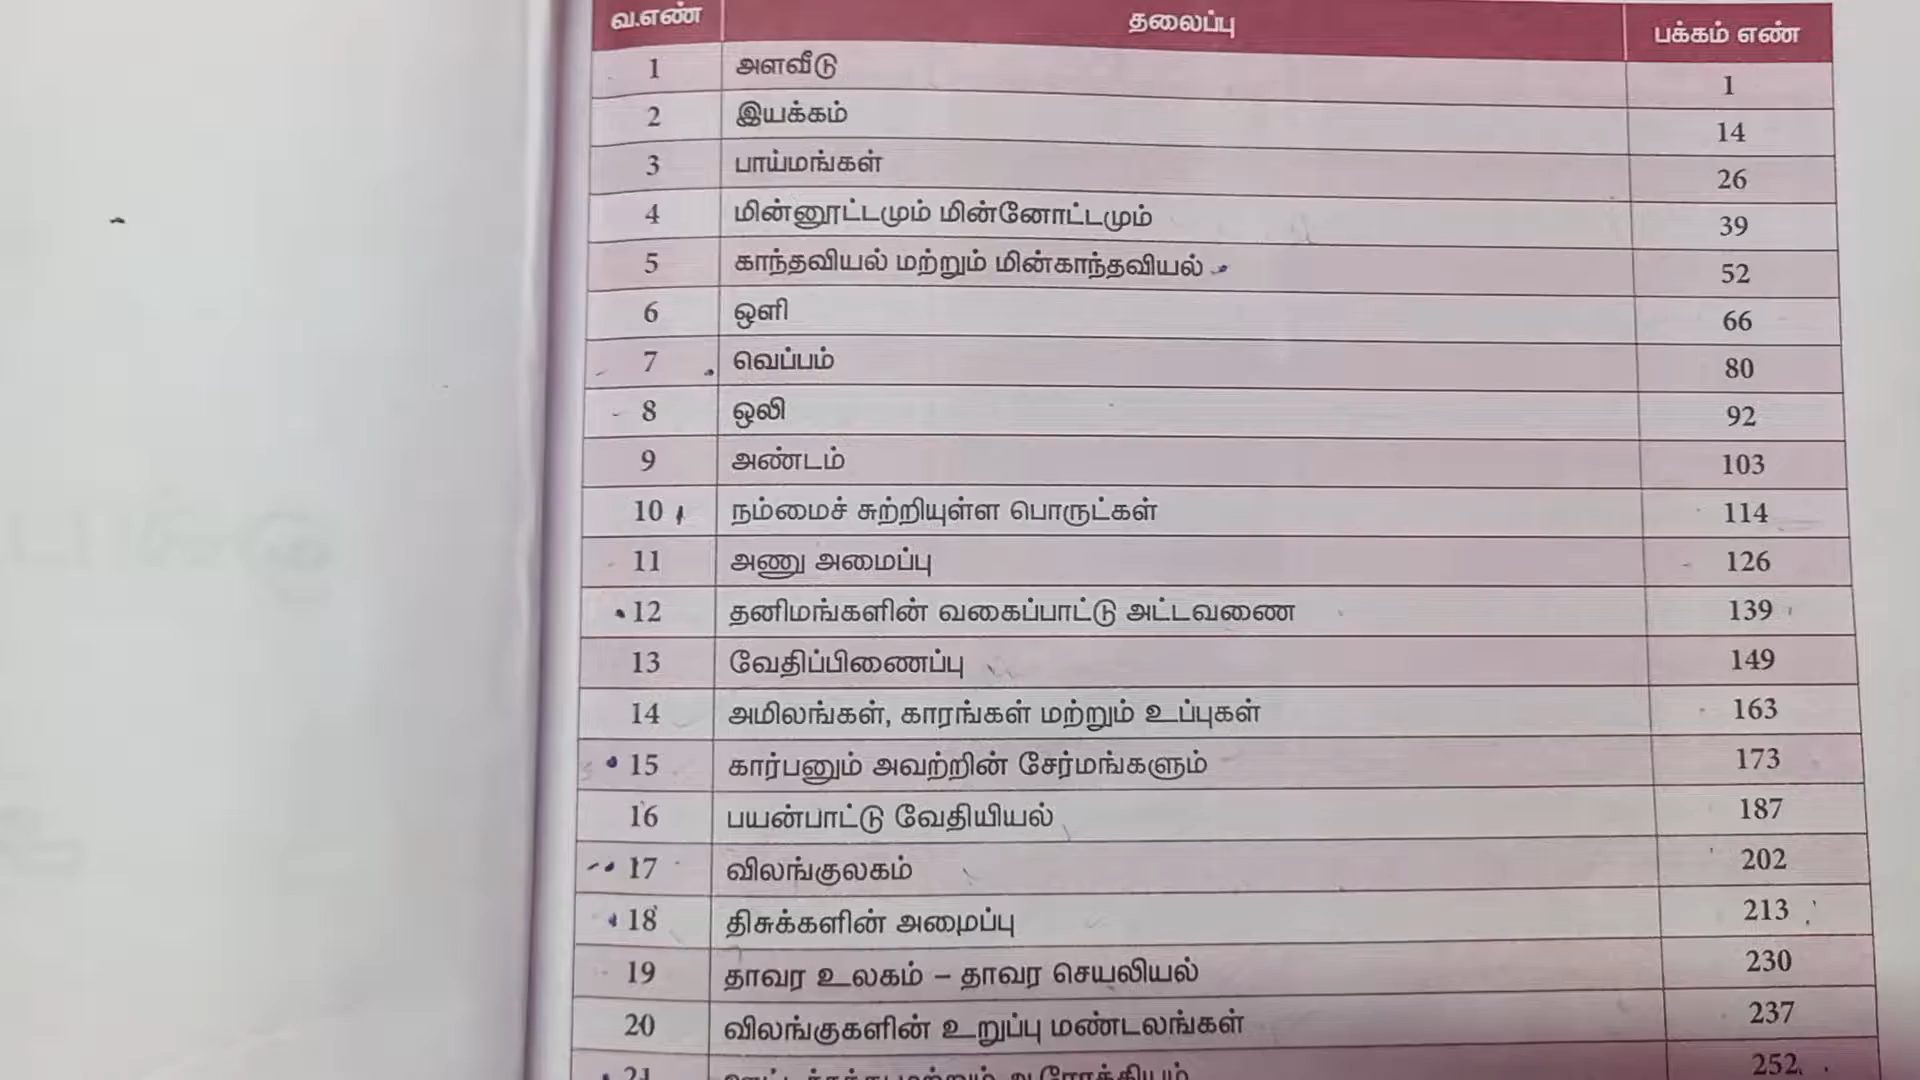 வ.எண் தலைப்பு பக்கம் எண்
1 அளவீடு 1
2 இயக்கம் 14
3 பாய்மங்கள் 26
4 மின்னூட்டமும் மின்னோட்டமும் 39
5 காந்தவியல் மற்றும் மின்காந்தவியல் 52
6 ஒளி 66
7 வெப்பம் 80
8 ஒலி 92
9 அண்டம் 103
10 நம்மைச் சுற்றியுள்ள பொருட்கள் 114
11 அணு அமைப்பு 126
12 தனிமங்களின் வகைப்பாட்டு அட்டவணை 139
13 வேதிப்பிணைப்பு 149
14 அமிலங்கள், காரங்கள் மற்றும் உப்புகள் 163
15 கார்பனும் அவற்றின் சேர்மங்களும் 173
16 பயன்பாட்டு வேதியியல் 187
17 விலங்குலகம் 202
18 திசுக்களின் அமைப்பு 213
19 தாவர உலகம் – தாவர செயலியல் 230
20 விலங்குகளின் உறுப்பு மண்டலங்கள் 237
21 மற்றும் ஆரோக்கியம் 252